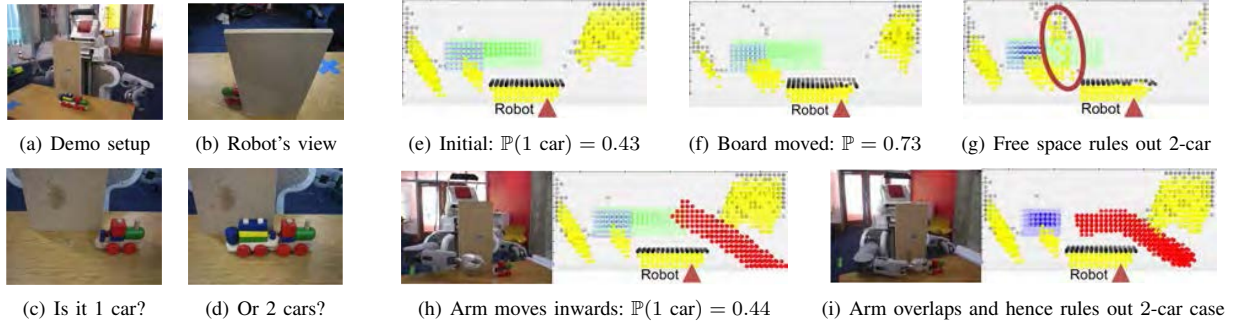 Robot
Robot
Robot
(a) Demo setup
(b) Robot's view
(e) Initial: ℙ(1 car) = 0.43
(f) Board moved: ℙ = 0.73
(g) Free space rules out 2-car
Robot
Robot
(c) Is it 1 car?
(d) Or 2 cars?
(h) Arm moves inwards: ℙ(1 car) = 0.44
(i) Arm overlaps and hence rules out 2-car case